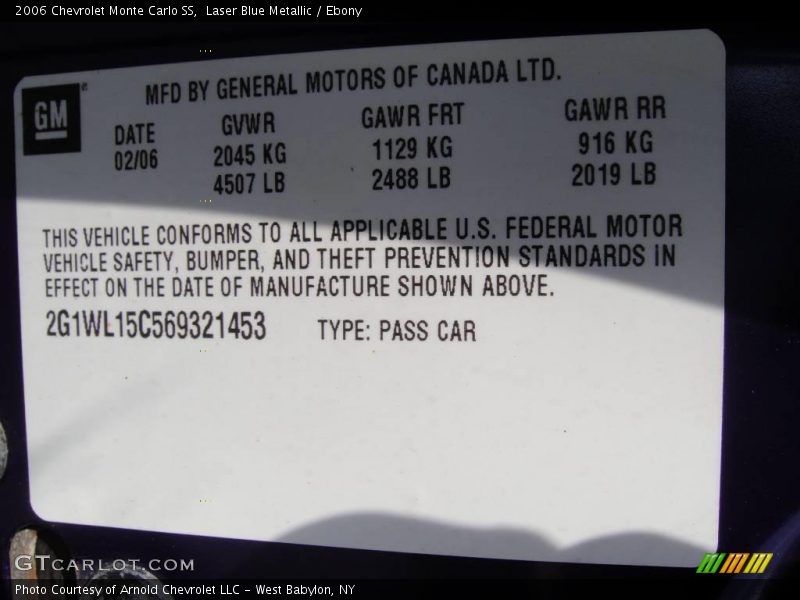 2006 Chevrolet Monte Carlo SS,  Laser Blue Metallic / Ebony
MFD BY GENERAL MOTORS OF CANADA LTD.
GM®
DATE GVWR GAWR FRT GAWR RR
02/06 2045 KG 1129 KG 916 KG
4507 LB 2488 LB 2019 LB
THIS VEHICLE CONFORMS TO ALL APPLICABLE U.S. FEDERAL MOTOR
VEHICLE SAFETY, BUMPER, AND THEFT PREVENTION STANDARDS IN
EFFECT ON THE DATE OF MANUFACTURE SHOWN ABOVE.
2G1WL15C569321453 TYPE: PASS CAR
GTCARLOT.COM
Photo Courtesy of Arnold Chevrolet LLC - West Babylon, NY